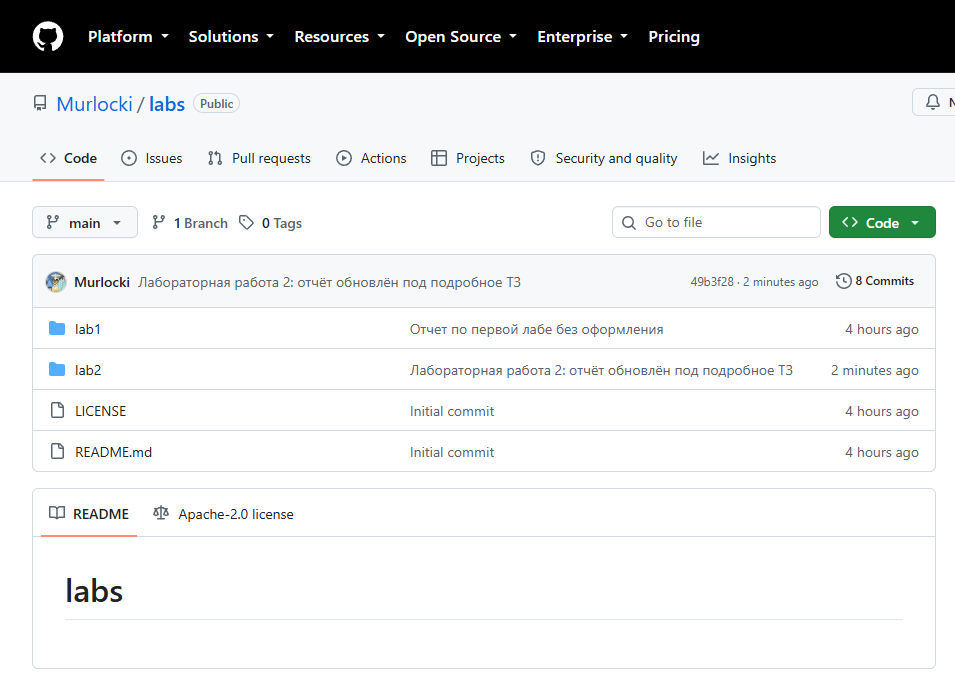 Platform Solutions Resources Open Source Enterprise Pricing
Murlocki / labs Public
Code Issues Pull requests Actions Projects Security and quality Insights
main 1 Branch 0 Tags Go to file Code
Murlocki Лабораторная работа 2: отчёт обновлён под подробное ТЗ 49b3f28 · 2 minutes ago 8 Commits
lab1 Отчет по первой лабе без оформления 4 hours ago
lab2 Лабораторная работа 2: отчёт обновлён под подробное ТЗ 2 minutes ago
LICENSE Initial commit 4 hours ago
README.md Initial commit 4 hours ago
README Apache-2.0 license
labs